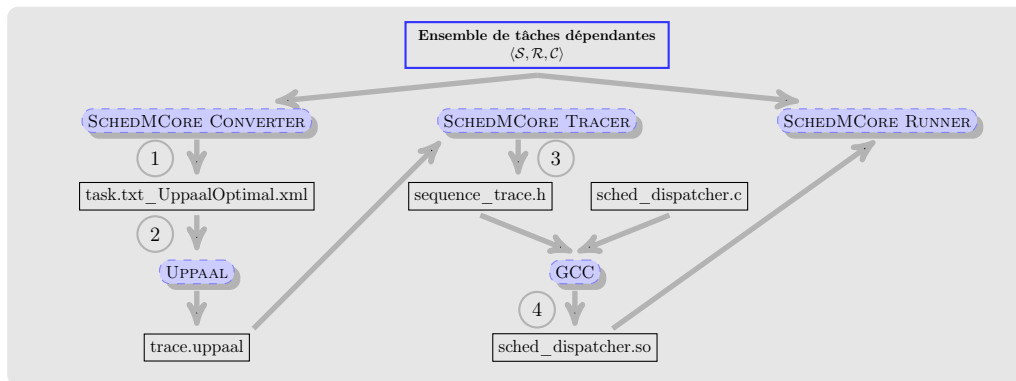 Ensemble de tâches dépendantes
⟨𝒮, ℛ, 𝒞⟩
SCHEDMCORE CONVERTER
SCHEDMCORE TRACER
SCHEDMCORE RUNNER
1
3
task.txt_UppaalOptimal.xml
sequence_trace.h
sched_dispatcher.c
2
UPPAAL
GCC
4
trace.uppaal
sched_dispatcher.so